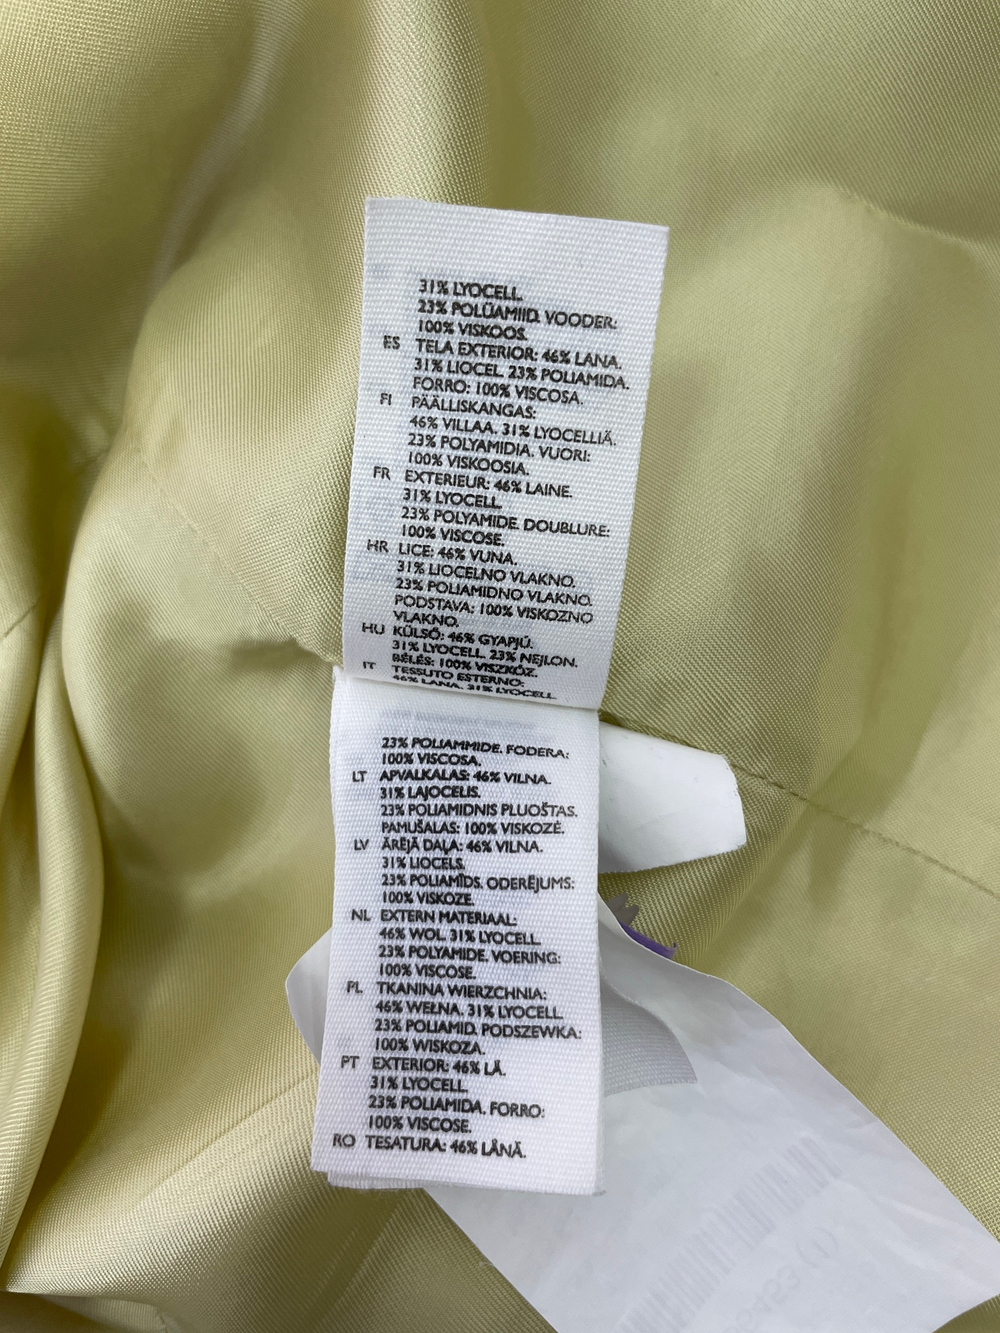 31% LYOCELL.
23% POLÜAMIID. VOODER:
100% VISKOOS.
ES TELA EXTERIOR: 46% LANA.
31% LIOCEL. 23% POLIAMIDA.
FORRO: 100% VISCOSA.
FI PÄÄLLISKANGAS:
46% VILLAA. 31% LYOCELLIÄ.
23% POLYAMIDIA. VUORI:
100% VISKOOSIA.
FR EXTERIEUR: 46% LAINE.
31% LYOCELL.
23% POLYAMIDE. DOUBLURE:
100% VISCOSE.
HR LICE: 46% VUNA.
31% LIOCELNO VLAKNO.
23% POLIAMIDNO VLAKNO.
PODSTAVA: 100% VISKOZNO
VLAKNO.
HU KÜLSŐ: 46% GYAPJÚ.
31% LYOCELL. 23% NEJLON.
BÉLÉS: 100% VISZKÓZ.
IT TESSUTO ESTERNO:
46% LANA. 31% LYOCELL.
23% POLIAMMIDE. FODERA:
100% VISCOSA.
LT APVALKALAS: 46% VILNA.
31% LAJOCELIS.
23% POLIAMIDNIS PLUOŠTAS.
PAMUŠALAS: 100% VISKOZĖ.
LV ĀRĒJĀ DAĻA: 46% VILNA.
31% LIOCELS.
23% POLIAMĪDS. ODERĒJUMS:
100% VISKOZE.
NL EXTERN MATERIAAL:
46% WOL. 31% LYOCELL.
23% POLYAMIDE. VOERING:
100% VISCOSE.
PL TKANINA WIERZCHNIA:
46% WEŁNA. 31% LYOCELL.
23% POLIAMID. PODSZEWKA:
100% WISKOZA.
PT EXTERIOR: 46% LÃ.
31% LYOCELL.
23% POLIAMIDA. FORRO:
100% VISCOSE.
RO TESATURA: 46% LÂNĂ.